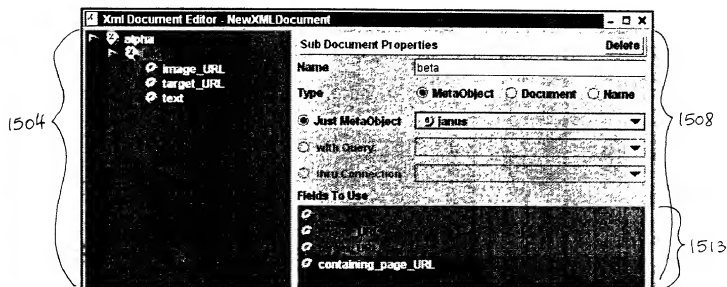 Xml Document Editor - NewXMLDocument
alpha
image_URL
target_URL
text
Sub Document Properties
Delete
Name
beta
Type
MetaObject
Document
Name
Just MetaObject
janus
with Query
thru Connection
Fields To Use
containing_page_URL
1504
1508
1513